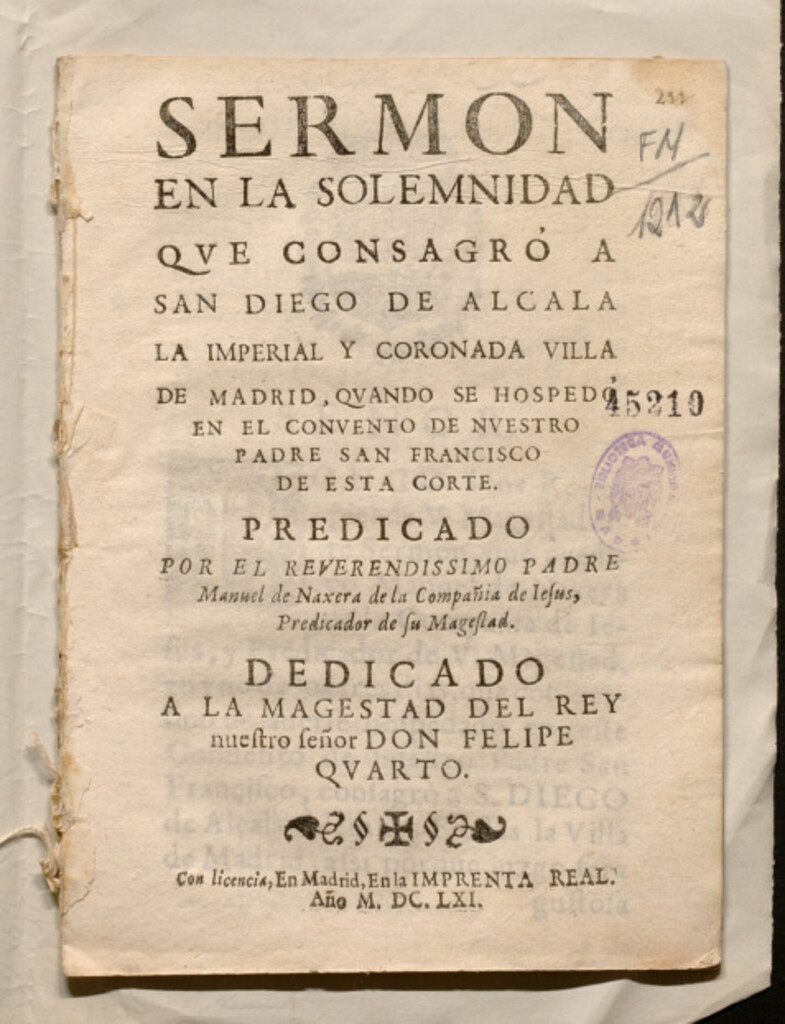 SERMON
EN LA SOLEMNIDAD
QVE CONSAGRÓ A
SAN DIEGO DE ALCALA
LA IMPERIAL Y CORONADA VILLA
DE MADRID, QVANDO SE HOSPEDÓ
EN EL CONVENTO DE NVESTRO
PADRE SAN FRANCISCO
DE ESTA CORTE.
PREDICADO
POR EL REVERENDISSIMO PADRE
Manuel de Naxera de la Compañia de Iesus,
Predicador de su Magestad.
DEDICADO
A LA MAGESTAD DEL REY
nuestro señor DON FELIPE
QVARTO.
Con licencia, En Madrid, En la IMPRENTA REAL.
Año M. DC. LXI.
FM
1212
45210
BIBLIOTECA